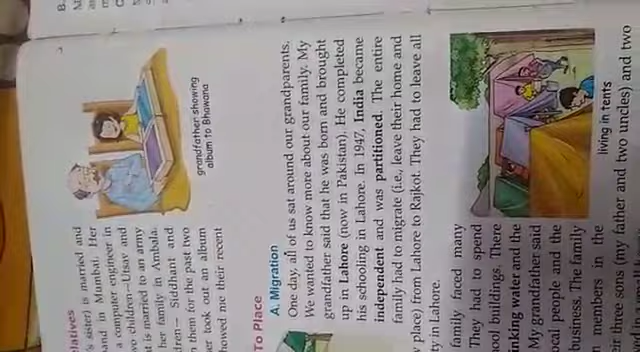 latives
's sister) is married and
and in Mumbai. Her
a computer engineer in
wo children—Utsav and
at is married to an army
her family in Ambala.
dren— Siddhant and
n them for the past two
er took out an album
howed me their recent
grandfather showing
album to Bhawana
To Place
A. Migration
One day, all of us sat around our grandparents.
We wanted to know more about our family. My
grandfather said that he was born and brought
up in Lahore (now in Pakistan). He completed
his schooling in Lahore. In 1947, India became
independent and was partitioned. The entire
family had to migrate (i.e., leave their home and
place) from Lahore to Rajkot. They had to leave all
ty in Lahore.
family faced many
They had to spend
ool buildings. There
nking water and the
My grandfather said
ocal people and the
business. The family
members in the
living in tents
eir three sons (my father and two uncles) and two